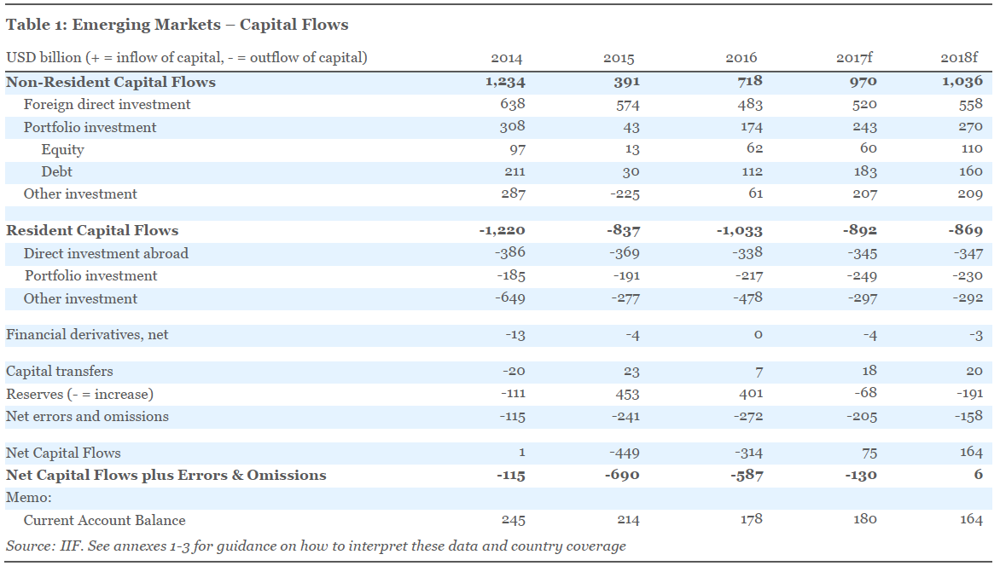 Table 1: Emerging Markets – Capital Flows
USD billion (+ = inflow of capital, - = outflow of capital) 2014 2015 2016 2017f 2018f
Non-Resident Capital Flows 1,234 391 718 970 1,036
Foreign direct investment 638 574 483 520 558
Portfolio investment 308 43 174 243 270
Equity 97 13 62 60 110
Debt 211 30 112 183 160
Other investment 287 -225 61 207 209
Resident Capital Flows -1,220 -837 -1,033 -892 -869
Direct investment abroad -386 -369 -338 -345 -347
Portfolio investment -185 -191 -217 -249 -230
Other investment -649 -277 -478 -297 -292
Financial derivatives, net -13 -4 0 -4 -3
Capital transfers -20 23 7 18 20
Reserves (- = increase) -111 453 401 -68 -191
Net errors and omissions -115 -241 -272 -205 -158
Net Capital Flows 1 -449 -314 75 164
Net Capital Flows plus Errors & Omissions -115 -690 -587 -130 6
Memo:
Current Account Balance 245 214 178 180 164
Source: IIF. See annexes 1-3 for guidance on how to interpret these data and country coverage